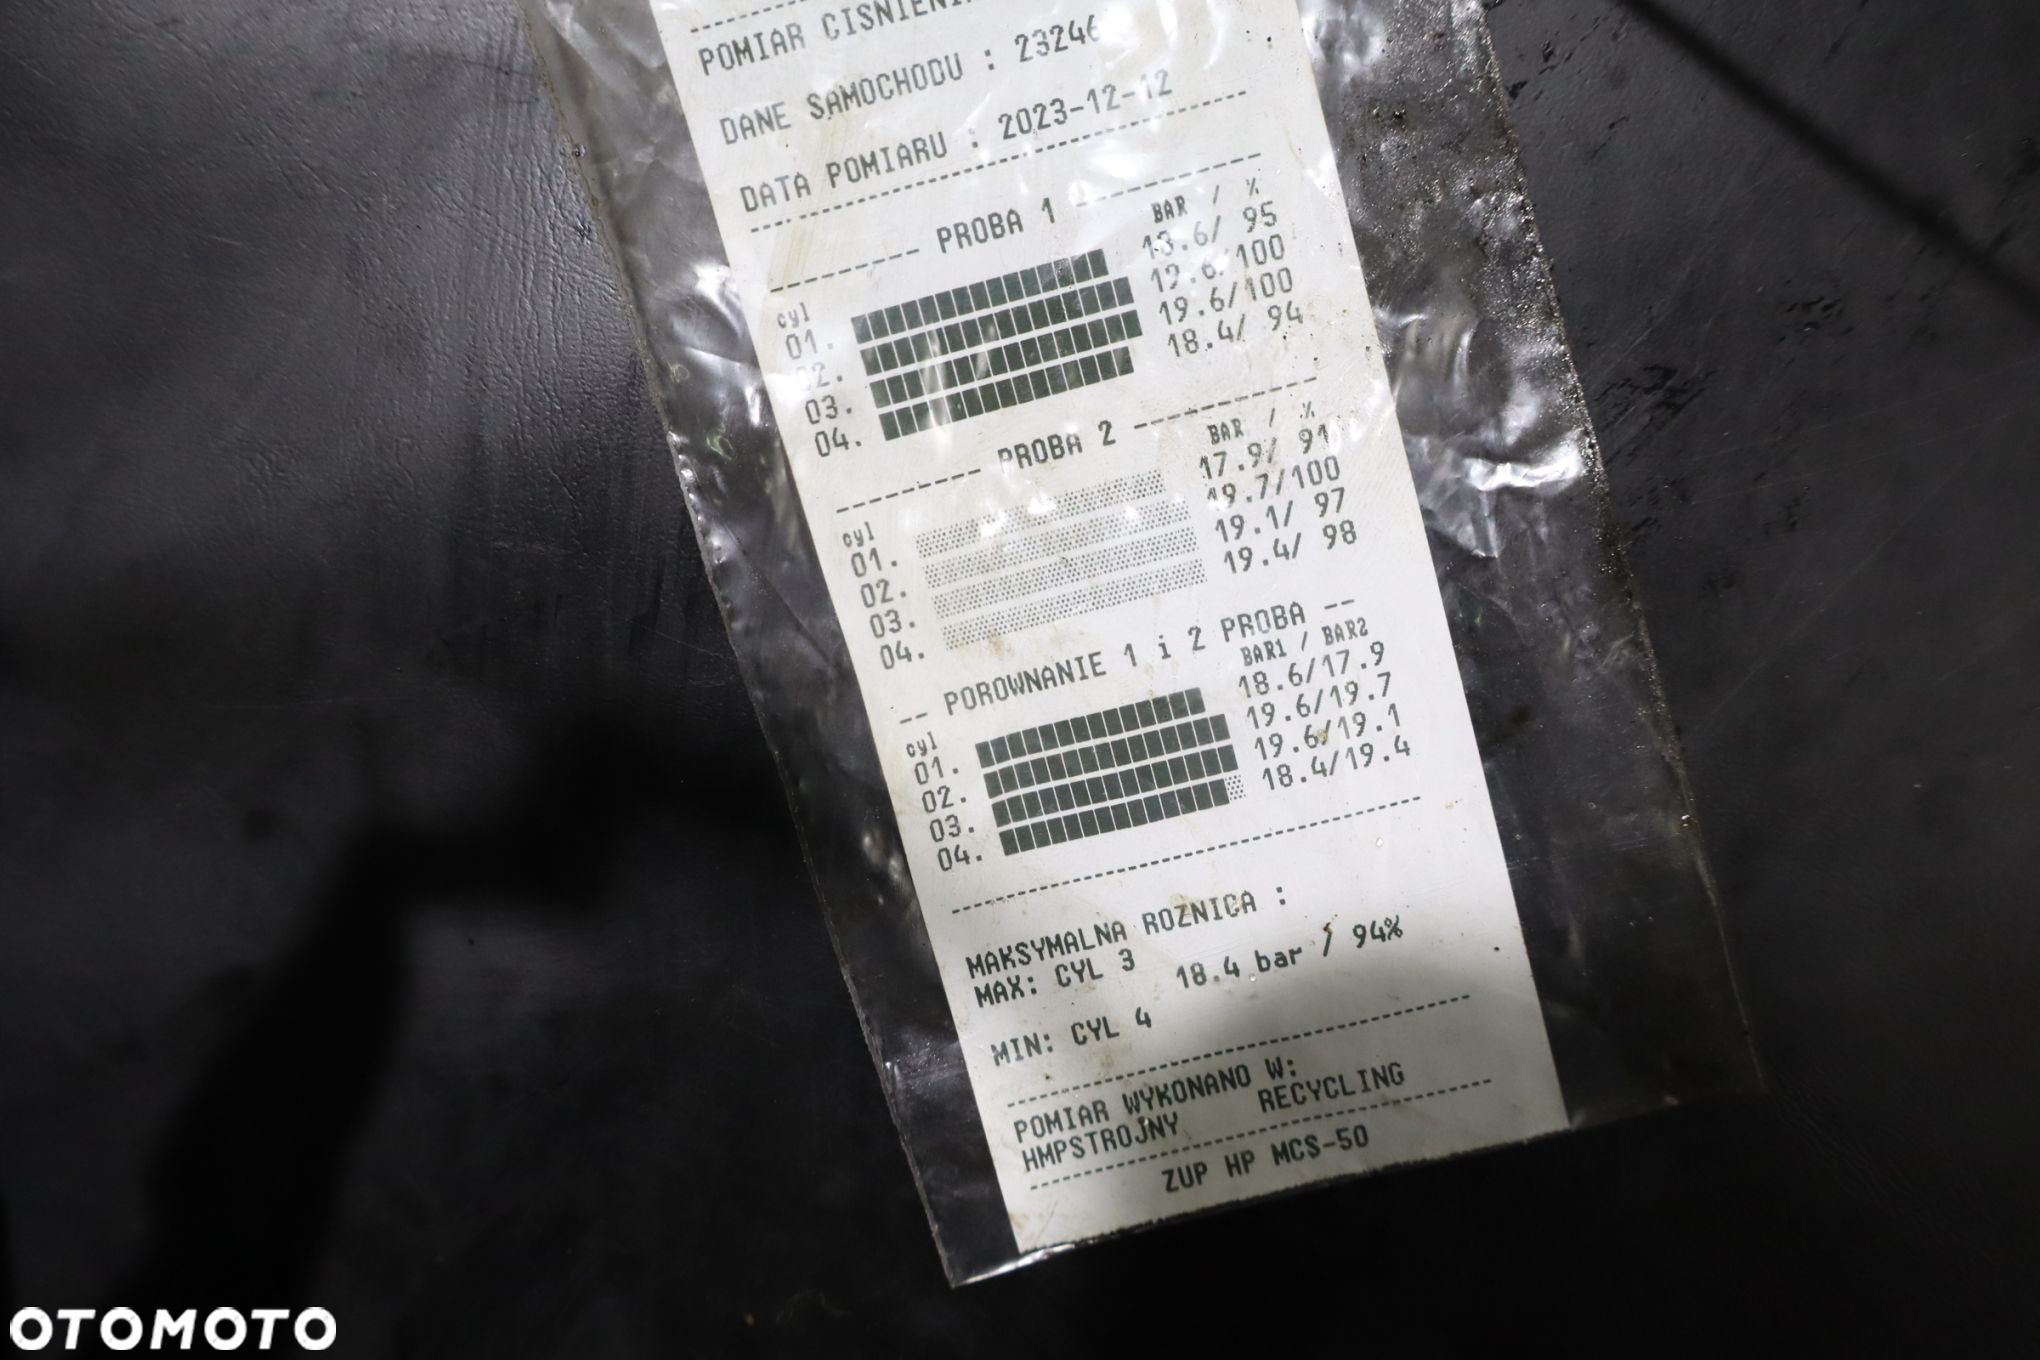 POMIAR CISNIENIA
DANE SAMOCHODU : 23246
DATA POMIARU : 2023-12-12
PROBA 1
cyl BAR / %
01. 18.6/ 95
02. 19.6/100
03. 19.6/100
04. 18.4/ 94
PROBA 2
cyl BAR / %
01. 17.9/ 91
02. 19.7/100
03. 19.1/ 97
04. 19.4/ 98
-- POROWNANIE 1 i 2 PROBA --
cyl BAR1 / BAR2
01. 18.6/17.9
02. 19.6/19.7
03. 19.6/19.1
04. 18.4/19.4
MAKSYMALNA ROZNICA :
MAX: CYL 3
18.4 bar / 94%
MIN: CYL 4
POMIAR WYKONANO W:
HMPSTROJNY RECYCLING
ZUP HP MCS-50
OTOMOTO